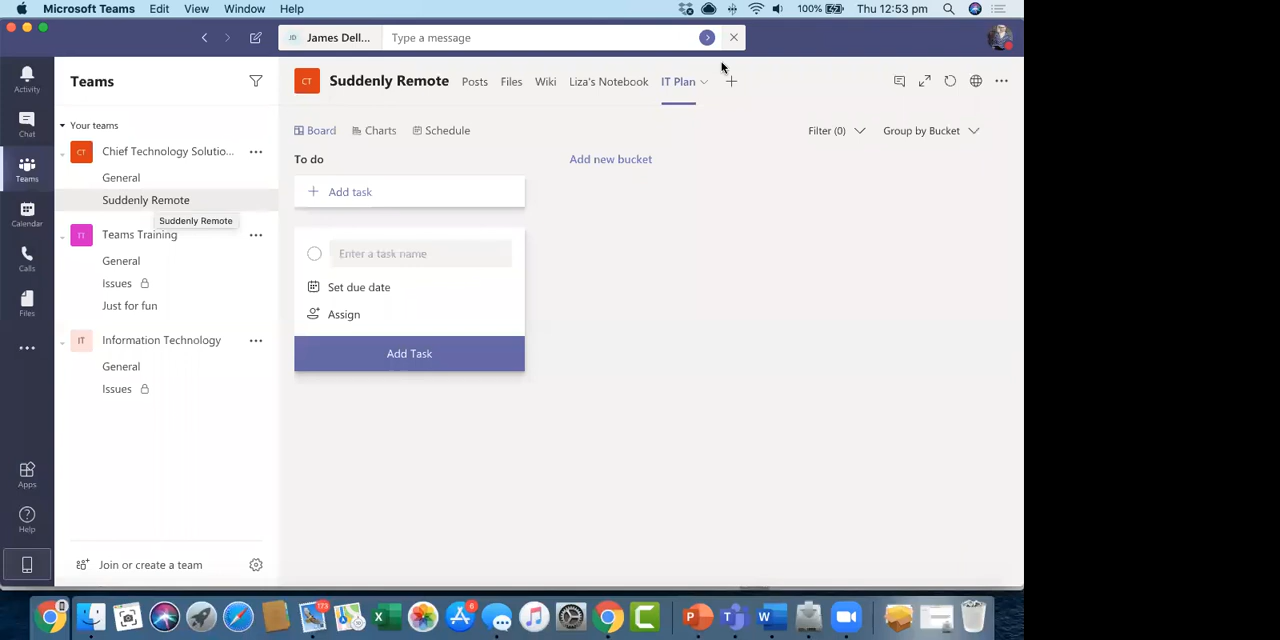 Microsoft Teams Edit View Window Help 100% Thu 12:53 pm
JD James Dell... Type a message
Activity
Chat
Teams
Calendar
Calls
Files
Apps
Help
Teams
Your teams
CT Chief Technology Solutio...
General
Suddenly Remote
Suddenly Remote
TT Teams Training
General
Issues
Just for fun
IT Information Technology
General
Issues
Join or create a team
CT Suddenly Remote Posts Files Wiki Liza's Notebook IT Plan
Board Charts Schedule Filter (0) Group by Bucket
To do Add new bucket
Add task
Enter a task name
Set due date
Assign
Add Task
173
6